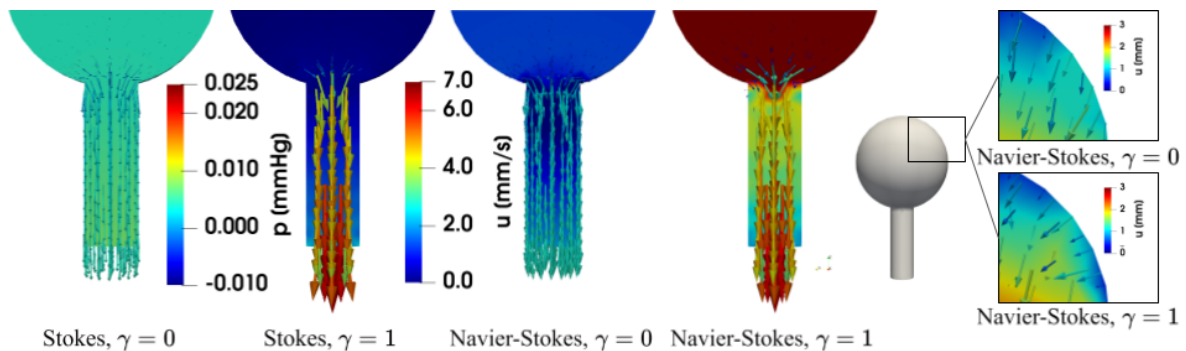 0.025
0.020
0.010
0.000
-0.010
p (mmHg)
7.0
6.0
4.0
2.0
0.0
u (mm/s)
3
2
1
0
u (mm)
Navier-Stokes, γ = 0
3
2
1
0
u (mm)
Navier-Stokes, γ = 1
Stokes, γ = 0
Stokes, γ = 1
Navier-Stokes, γ = 0
Navier-Stokes, γ = 1